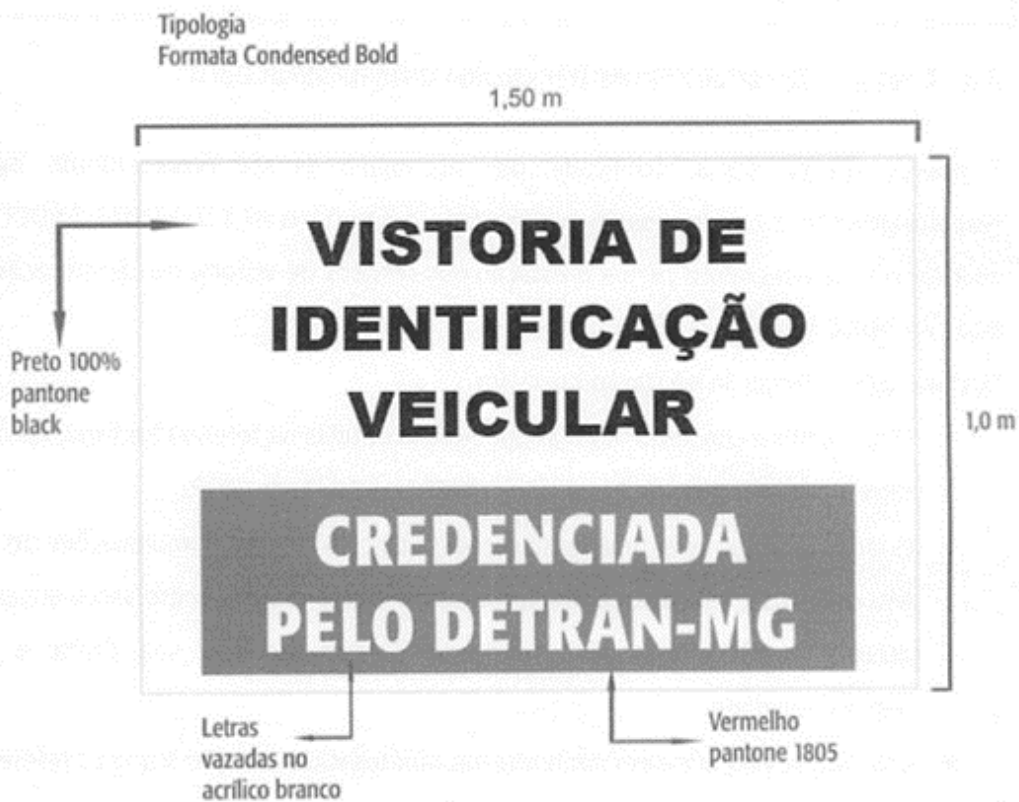 Tipologia
Formata Condensed Bold
1,50 m
VISTORIA DE
IDENTIFICAÇÃO
VEICULAR
Preto 100%
pantone
black
1,0 m
CREDENCIADA
PELO DETRAN-MG
Letras
vazadas no
acrílico branco
Vermelho
pantone 1805